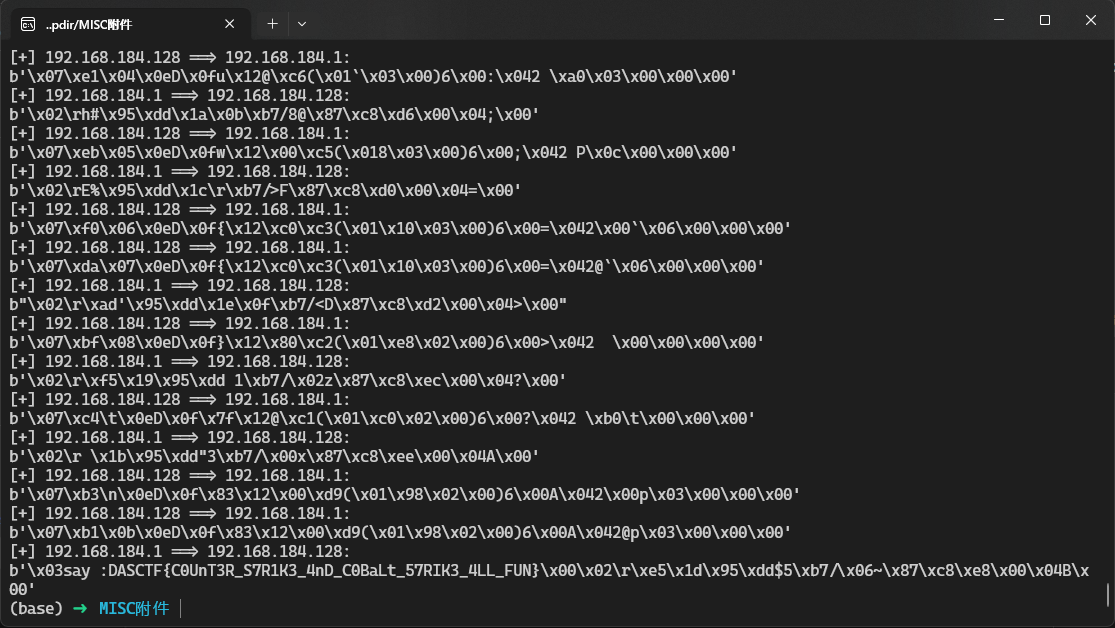 ..pdir/MISC附件
[+] 192.168.184.128 ==> 192.168.184.1:
b'\x07\xe1\x04\x0eD\x0fu\x12@\xc6(\x01`\x03\x00)6\x00:\x042 \xa0\x03\x00\x00\x00'
[+] 192.168.184.1 ==> 192.168.184.128:
b'\x02\rh#\x95\xdd\x1a\x0b\xb7/8@\x87\xc8\xd6\x00\x04;\x00'
[+] 192.168.184.128 ==> 192.168.184.1:
b'\x07\xeb\x05\x0eD\x0fw\x12\x00\xc5(\x018\x03\x00)6\x00;\x042 P\x0c\x00\x00\x00'
[+] 192.168.184.1 ==> 192.168.184.128:
b'\x02\rE%\x95\xdd\x1c\r\xb7/>F\x87\xc8\xd0\x00\x04=\x00'
[+] 192.168.184.128 ==> 192.168.184.1:
b'\x07\xf0\x06\x0eD\x0f{\x12\xc0\xc3(\x01\x10\x03\x00)6\x00=\x042\x00`\x06\x00\x00\x00'
[+] 192.168.184.128 ==> 192.168.184.1:
b'\x07\xda\x07\x0eD\x0f{\x12\xc0\xc3(\x01\x10\x03\x00)6\x00=\x042@`\x06\x00\x00\x00'
[+] 192.168.184.1 ==> 192.168.184.128:
b"\x02\r\xad'\x95\xdd\x1e\x0f\xb7/<D\x87\xc8\xd2\x00\x04>\x00"
[+] 192.168.184.128 ==> 192.168.184.1:
b'\x07\xbf\x08\x0eD\x0f}\x12\x80\xc2(\x01\xe8\x02\x00)6\x00>\x042  \x00\x00\x00\x00'
[+] 192.168.184.1 ==> 192.168.184.128:
b'\x02\r\xf5\x19\x95\xdd 1\xb7/\x02z\x87\xc8\xec\x00\x04?\x00'
[+] 192.168.184.128 ==> 192.168.184.1:
b'\x07\xc4\t\x0eD\x0f\x7f\x12@\xc1(\x01\xc0\x02\x00)6\x00?\x042 \xb0\t\x00\x00\x00'
[+] 192.168.184.1 ==> 192.168.184.128:
b'\x02\r \x1b\x95\xdd"3\xb7/\x00x\x87\xc8\xee\x00\x04A\x00'
[+] 192.168.184.128 ==> 192.168.184.1:
b'\x07\xb3\n\x0eD\x0f\x83\x12\x00\xd9(\x01\x98\x02\x00)6\x00A\x042\x00p\x03\x00\x00\x00'
[+] 192.168.184.128 ==> 192.168.184.1:
b'\x07\xb1\x0b\x0eD\x0f\x83\x12\x00\xd9(\x01\x98\x02\x00)6\x00A\x042@p\x03\x00\x00\x00'
[+] 192.168.184.1 ==> 192.168.184.128:
b'\x03say :DASCTF{C0UnT3R_S7R1K3_4nD_C0BaLt_57RIK3_4LL_FUN}\x00\x02\r\xe5\x1d\x95\xdd$5\xb7/\x06~\x87\xc8\xe8\x00\x04B\x
00'
(base) → MISC附件